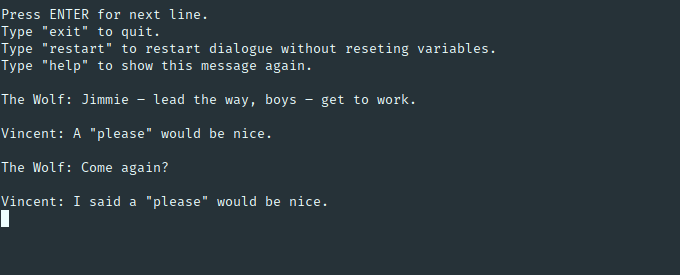 Press ENTER for next line.
Type "exit" to quit.
Type "restart" to restart dialogue without reseting variables.
Type "help" to show this message again.
The Wolf: Jimmie – lead the way, boys – get to work.
Vincent: A "please" would be nice.
The Wolf: Come again?
Vincent: I said a "please" would be nice.